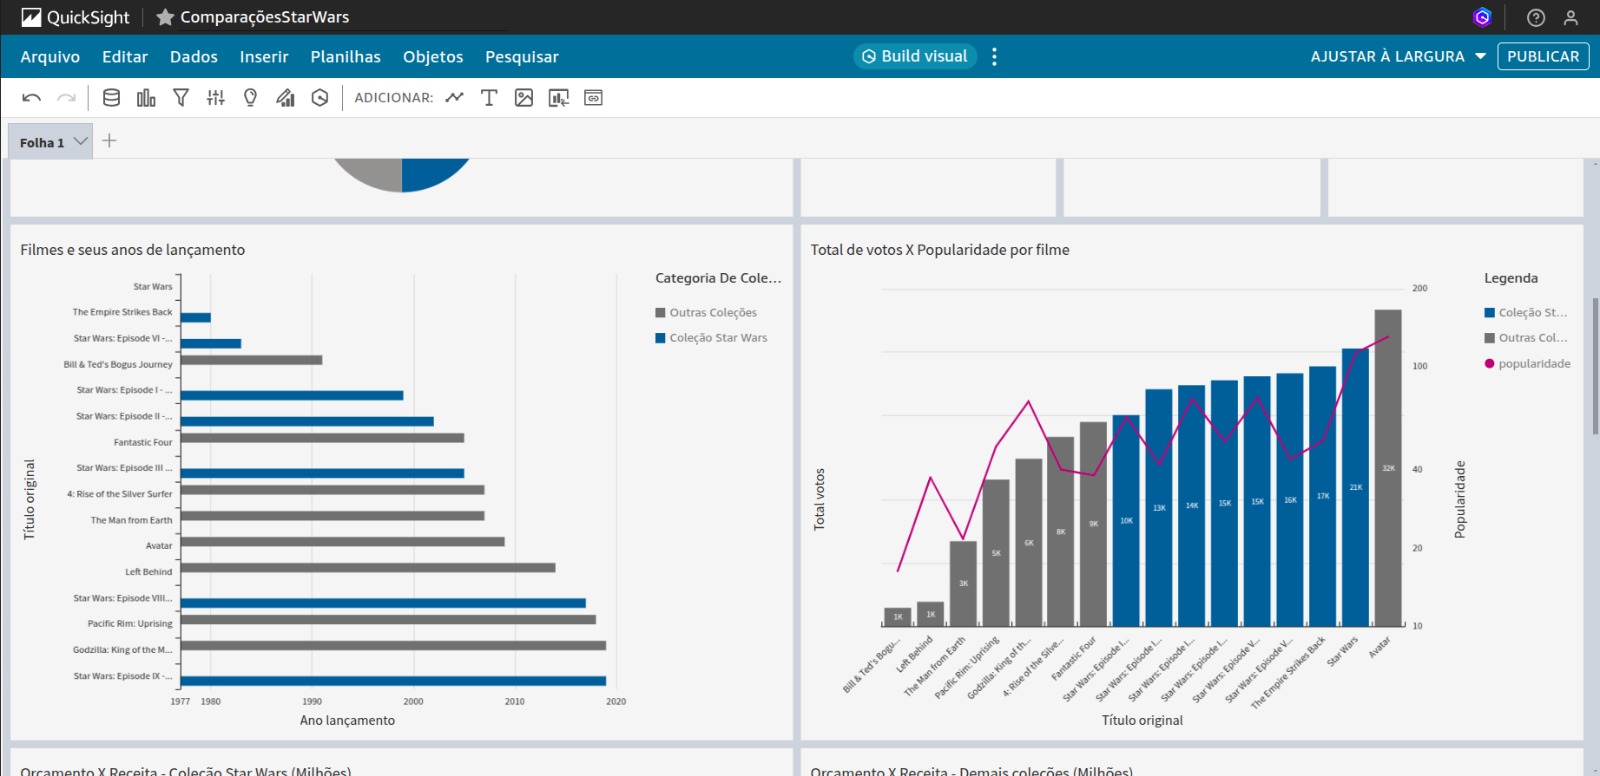 QuickSight ComparaçõesStarWars
Arquivo Editar Dados Inserir Planilhas Objetos Pesquisar Build visual AJUSTAR À LARGURA PUBLICAR
ADICIONAR:
Folha 1
Filmes e seus anos de lançamento
Título original
Star Wars
The Empire Strikes Back
Star Wars: Episode VI -...
Bill & Ted's Bogus Journey
Star Wars: Episode I - ...
Star Wars: Episode II -...
Fantastic Four
Star Wars: Episode III ...
4: Rise of the Silver Surfer
The Man from Earth
Avatar
Left Behind
Star Wars: Episode VIII...
Pacific Rim: Uprising
Godzilla: King of the M...
Star Wars: Episode IX -...
1977 1980 1990 2000 2010 2020
Ano lançamento
Categoria De Cole...
Outras Coleções
Coleção Star Wars
Total de votos X Popularidade por filme
Total votos
1K 1K 3K 5K 6K 8K 9K 10K 13K 14K 15K 15K 16K 17K 21K 32K
200
100
40
20
10
Popularidade
Bill & Ted's Bogu...
Left Behind
The Man from Earth
Pacific Rim: Uprising
Godzilla: King of th...
4: Rise of the Silve...
Fantastic Four
Star Wars: Episode I...
Star Wars: Episode I...
Star Wars: Episode I...
Star Wars: Episode I...
Star Wars: Episode V...
Star Wars: Episode V...
The Empire Strikes Back
Star Wars
Avatar
Título original
Legenda
Coleção St...
Outras Col...
popularidade
Orçamento X Receita - Coleção Star Wars (Milhões)
Orçamento X Receita - Demais coleções (Milhões)